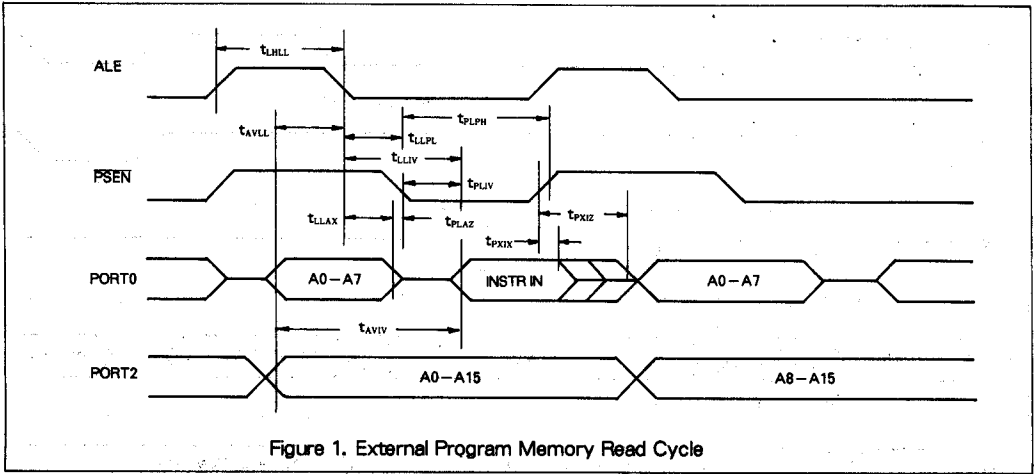 ALE
tLHLL
tAVLL
tLLPL
tPLPH
tLLIV
PSEN
tPLIV
tLLAX
tPLAZ
tPXIZ
tPXIX
PORT0
A0-A7
INSTR IN
A0-A7
tAVIV
PORT2
A0-A15
A8-A15
Figure 1. External Program Memory Read Cycle